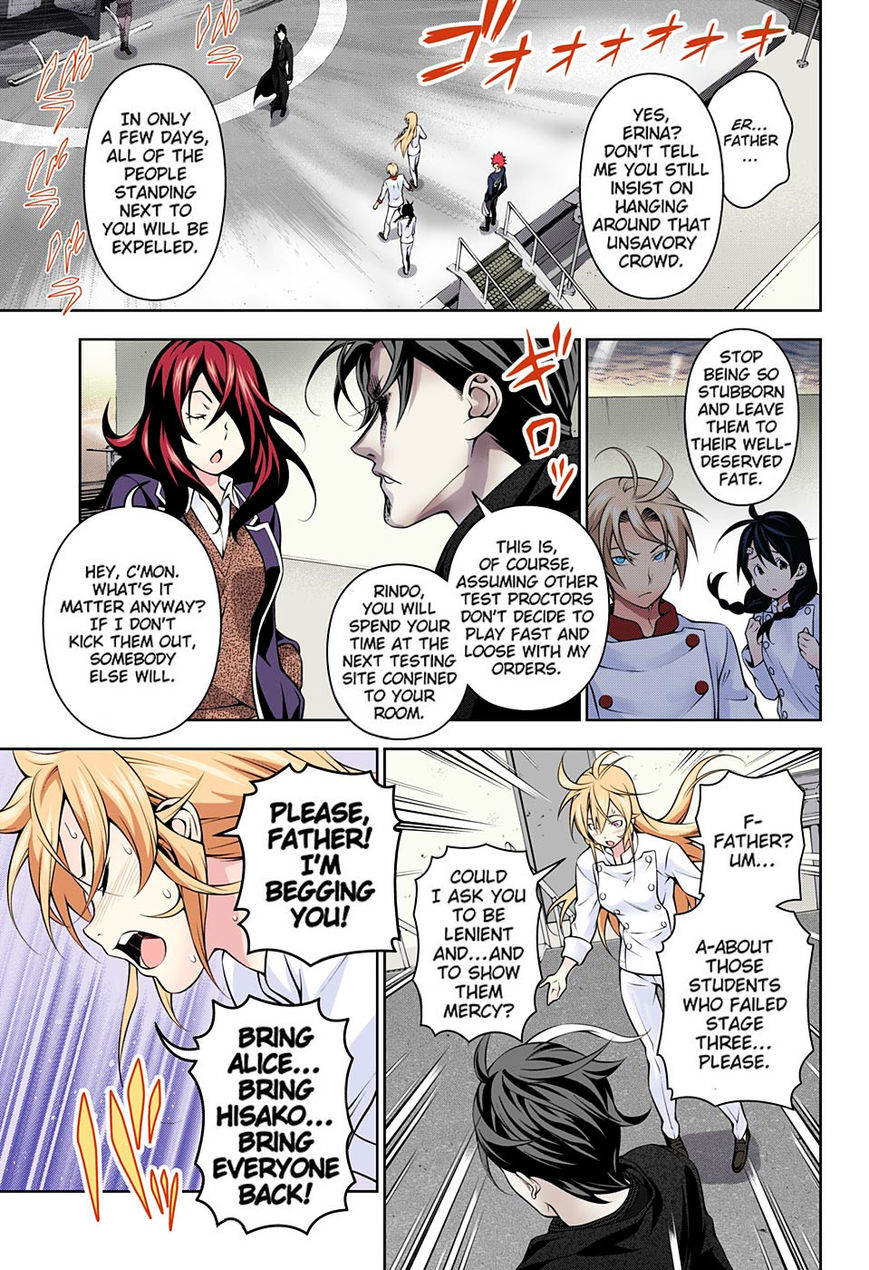 ER...
FATHER
...
YES,
ERINA?
DON'T TELL
ME YOU STILL
INSIST ON
HANGING
AROUND THAT
UNSAVORY
CROWD.
ゴオオオオオオ
IN ONLY
A FEW DAYS,
ALL OF THE
PEOPLE
STANDING
NEXT TO
YOU WILL BE
EXPELLED.
STOP
BEING SO
STUBBORN
AND LEAVE
THEM TO
THEIR WELL-
DESERVED
FATE.
ギロッ
THIS IS,
OF COURSE,
ASSUMING OTHER
TEST PROCTORS
DON'T DECIDE TO
PLAY FAST AND
LOOSE WITH MY
ORDERS.
RINDO,
YOU WILL
SPEND YOUR
TIME AT THE
NEXT TESTING
SITE CONFINED
TO YOUR
ROOM.
HEY, C'MON.
WHAT'S IT
MATTER ANYWAY?
IF I DON'T
KICK THEM OUT,
SOMEBODY
ELSE WILL.
F-
FATHER?
UM...
A-ABOUT
THOSE
STUDENTS
WHO FAILED
STAGE
THREE...
PLEASE.
COULD
I ASK YOU
TO BE
LENIENT
AND...AND
TO SHOW
THEM
MERCY?
PLEASE,
FATHER!
I'M
BEGGING
YOU!
BRING
ALICE...
BRING
HISAKO...
BRING
EVERYONE
BACK!
バッ